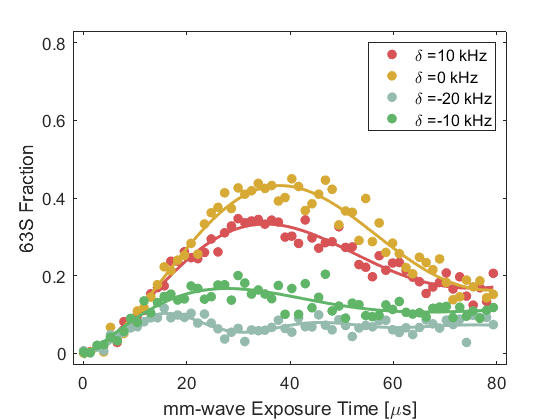 0.8
0.6
0.4
0.2
0
63S Fraction
δ =10 kHz
δ =0 kHz
δ =-20 kHz
δ =-10 kHz
0 20 40 60 80
mm-wave Exposure Time [μs]